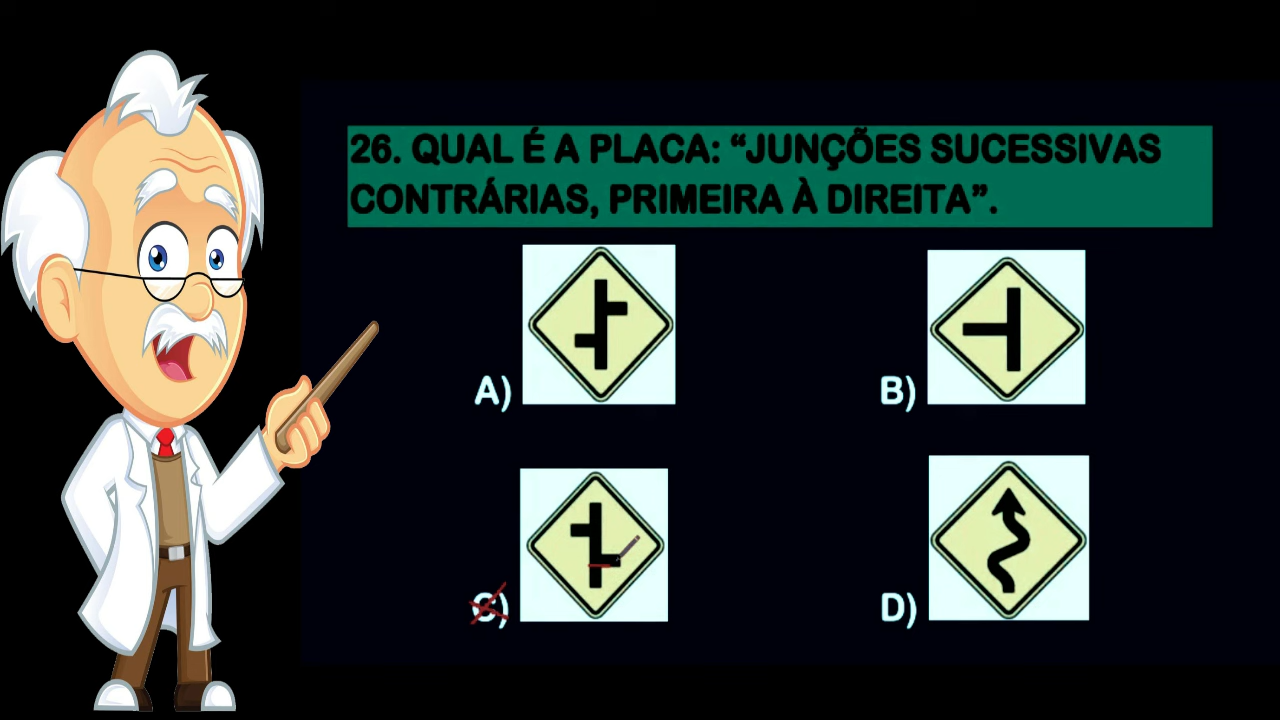 26. QUAL É A PLACA: “JUNÇÕES SUCESSIVAS
CONTRÁRIAS, PRIMEIRA À DIREITA”.
A)
B)
C)
D)